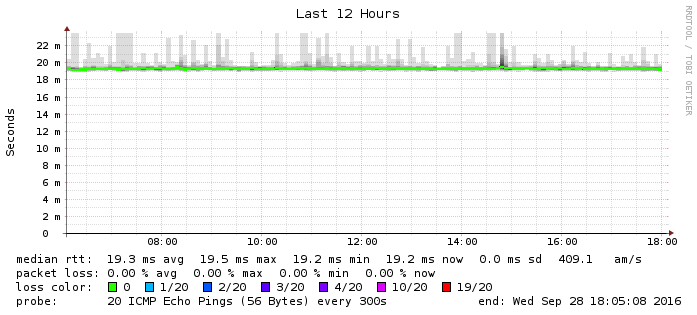 Last 12 Hours
RRDTOOL / TOBI OETIKER
Seconds
22 m
20 m
18 m
16 m
14 m
12 m
10 m
8 m
6 m
4 m
2 m
0
08:00 10:00 12:00 14:00 16:00 18:00
median rtt: 19.3 ms avg 19.5 ms max 19.2 ms min 19.2 ms now 0.0 ms sd 409.1 am/s
packet loss: 0.00 % avg 0.00 % max 0.00 % min 0.00 % now
loss color: 0 1/20 2/20 3/20 4/20 10/20 19/20
probe: 20 ICMP Echo Pings (56 Bytes) every 300s end: Wed Sep 28 18:05:08 2016